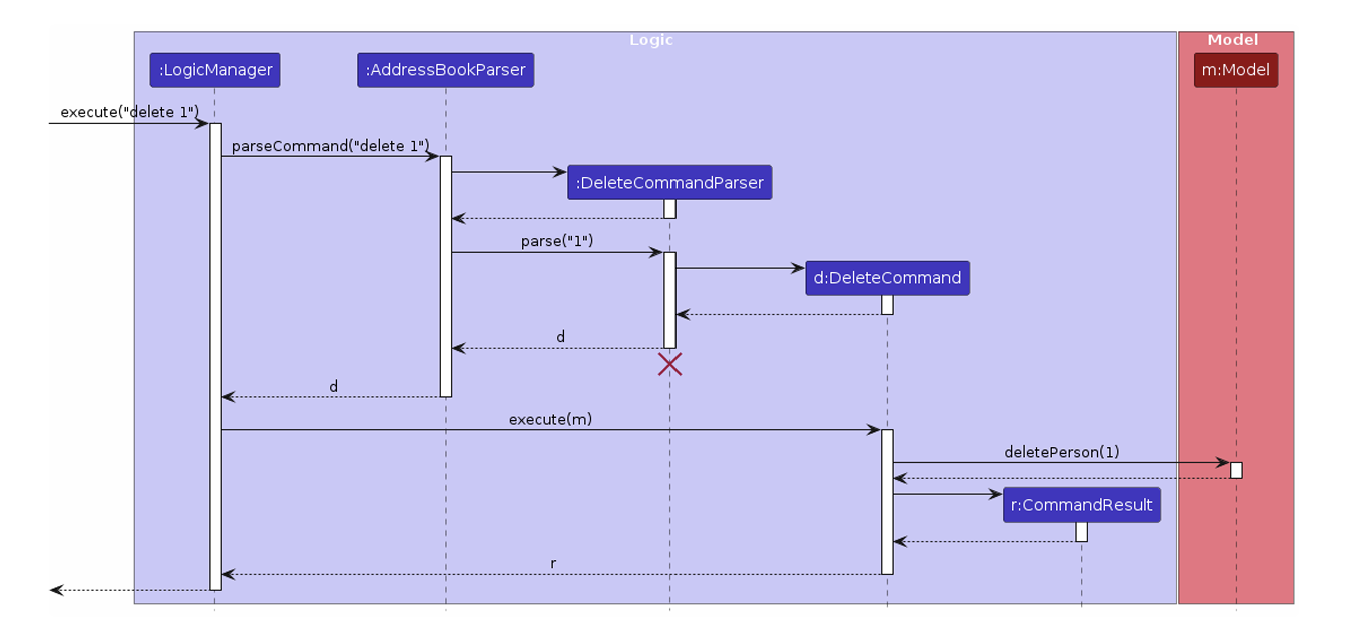 Logic
Model
:LogicManager
:AddressBookParser
m:Model
execute("delete 1")
parseCommand("delete 1")
:DeleteCommandParser
parse("1")
d:DeleteCommand
d
d
execute(m)
deletePerson(1)
r:CommandResult
r